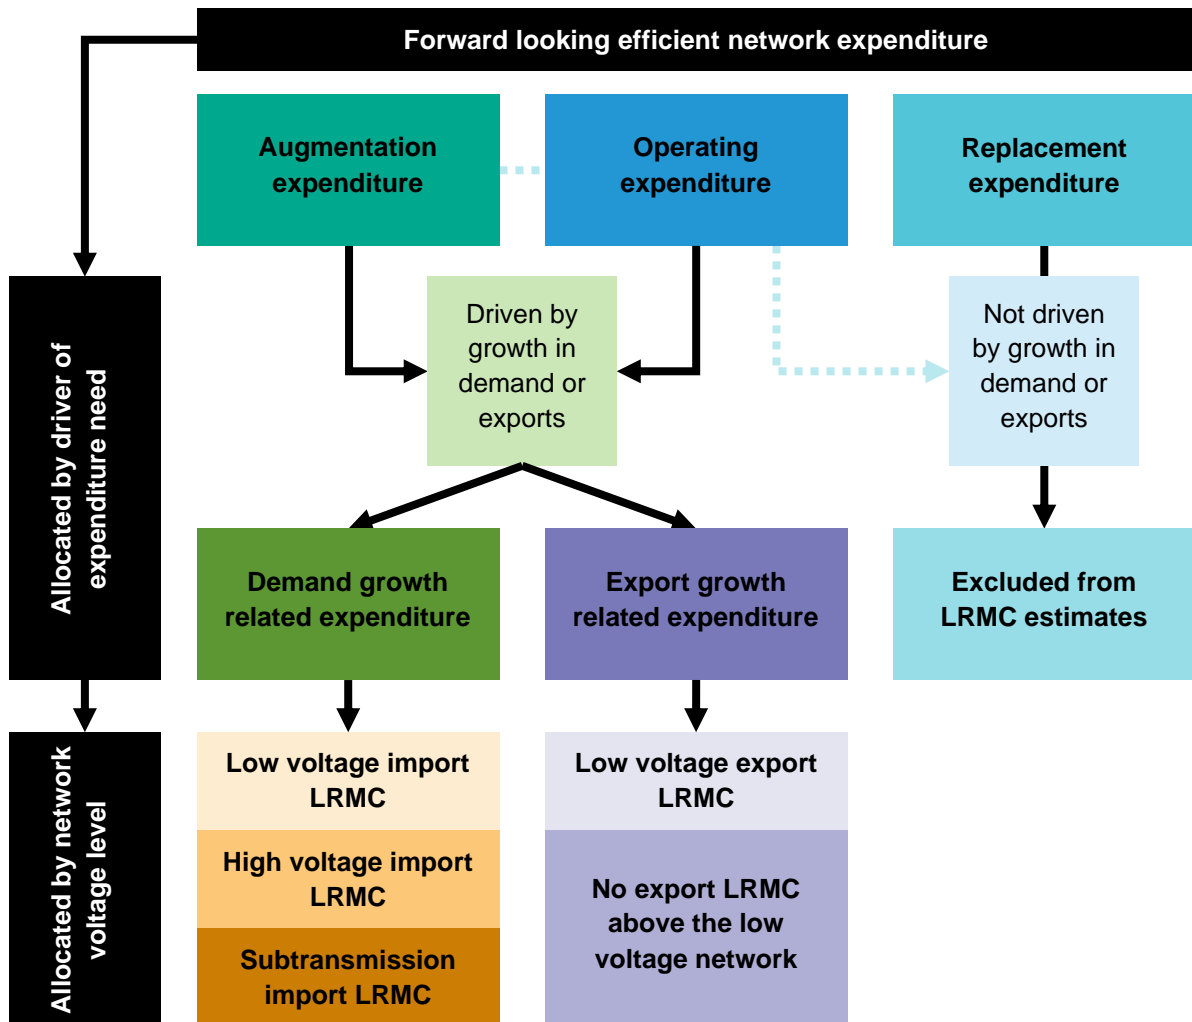 Forward looking efficient network expenditure
Augmentation
expenditure
Operating
expenditure
Replacement
expenditure
Allocated by driver of
expenditure need
Driven by
growth in
demand or
exports
Not driven
by growth in
demand or
exports
Demand growth
related expenditure
Export growth
related expenditure
Excluded from
LRMC estimates
Allocated by network
voltage level
Low voltage import
LRMC
High voltage import
LRMC
Subtransmission
import LRMC
Low voltage export
LRMC
No export LRMC
above the low
voltage network